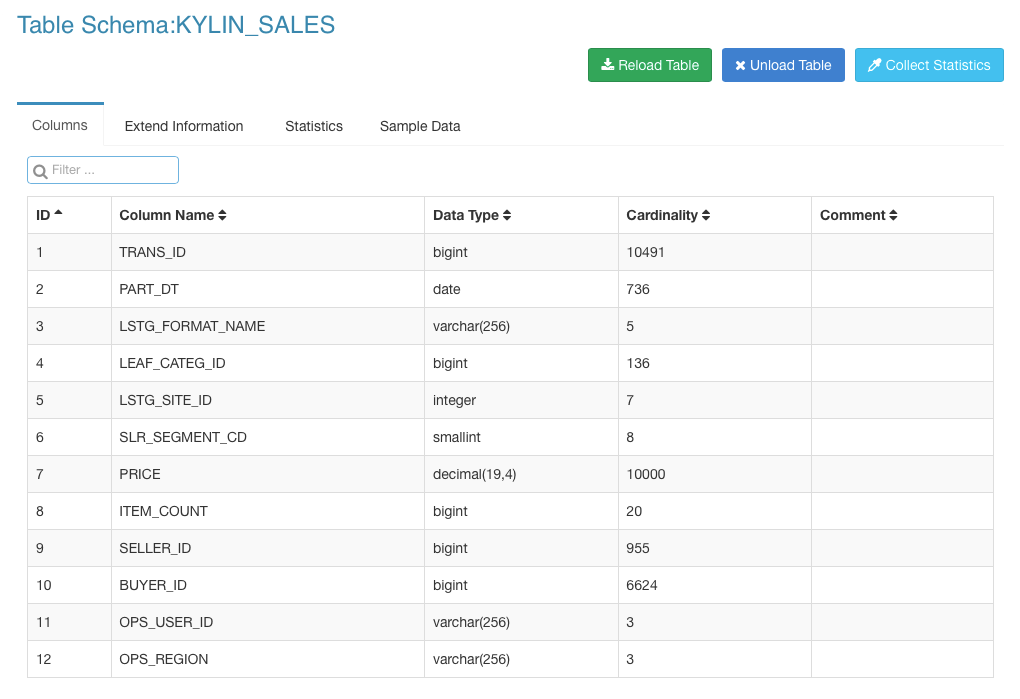 Table Schema:KYLIN_SALES
Reload Table Unload Table Collect Statistics
Columns Extend Information Statistics Sample Data
Filter ...
ID Column Name Data Type Cardinality Comment
1 TRANS_ID bigint 10491
2 PART_DT date 736
3 LSTG_FORMAT_NAME varchar(256) 5
4 LEAF_CATEG_ID bigint 136
5 LSTG_SITE_ID integer 7
6 SLR_SEGMENT_CD smallint 8
7 PRICE decimal(19,4) 10000
8 ITEM_COUNT bigint 20
9 SELLER_ID bigint 955
10 BUYER_ID bigint 6624
11 OPS_USER_ID varchar(256) 3
12 OPS_REGION varchar(256) 3